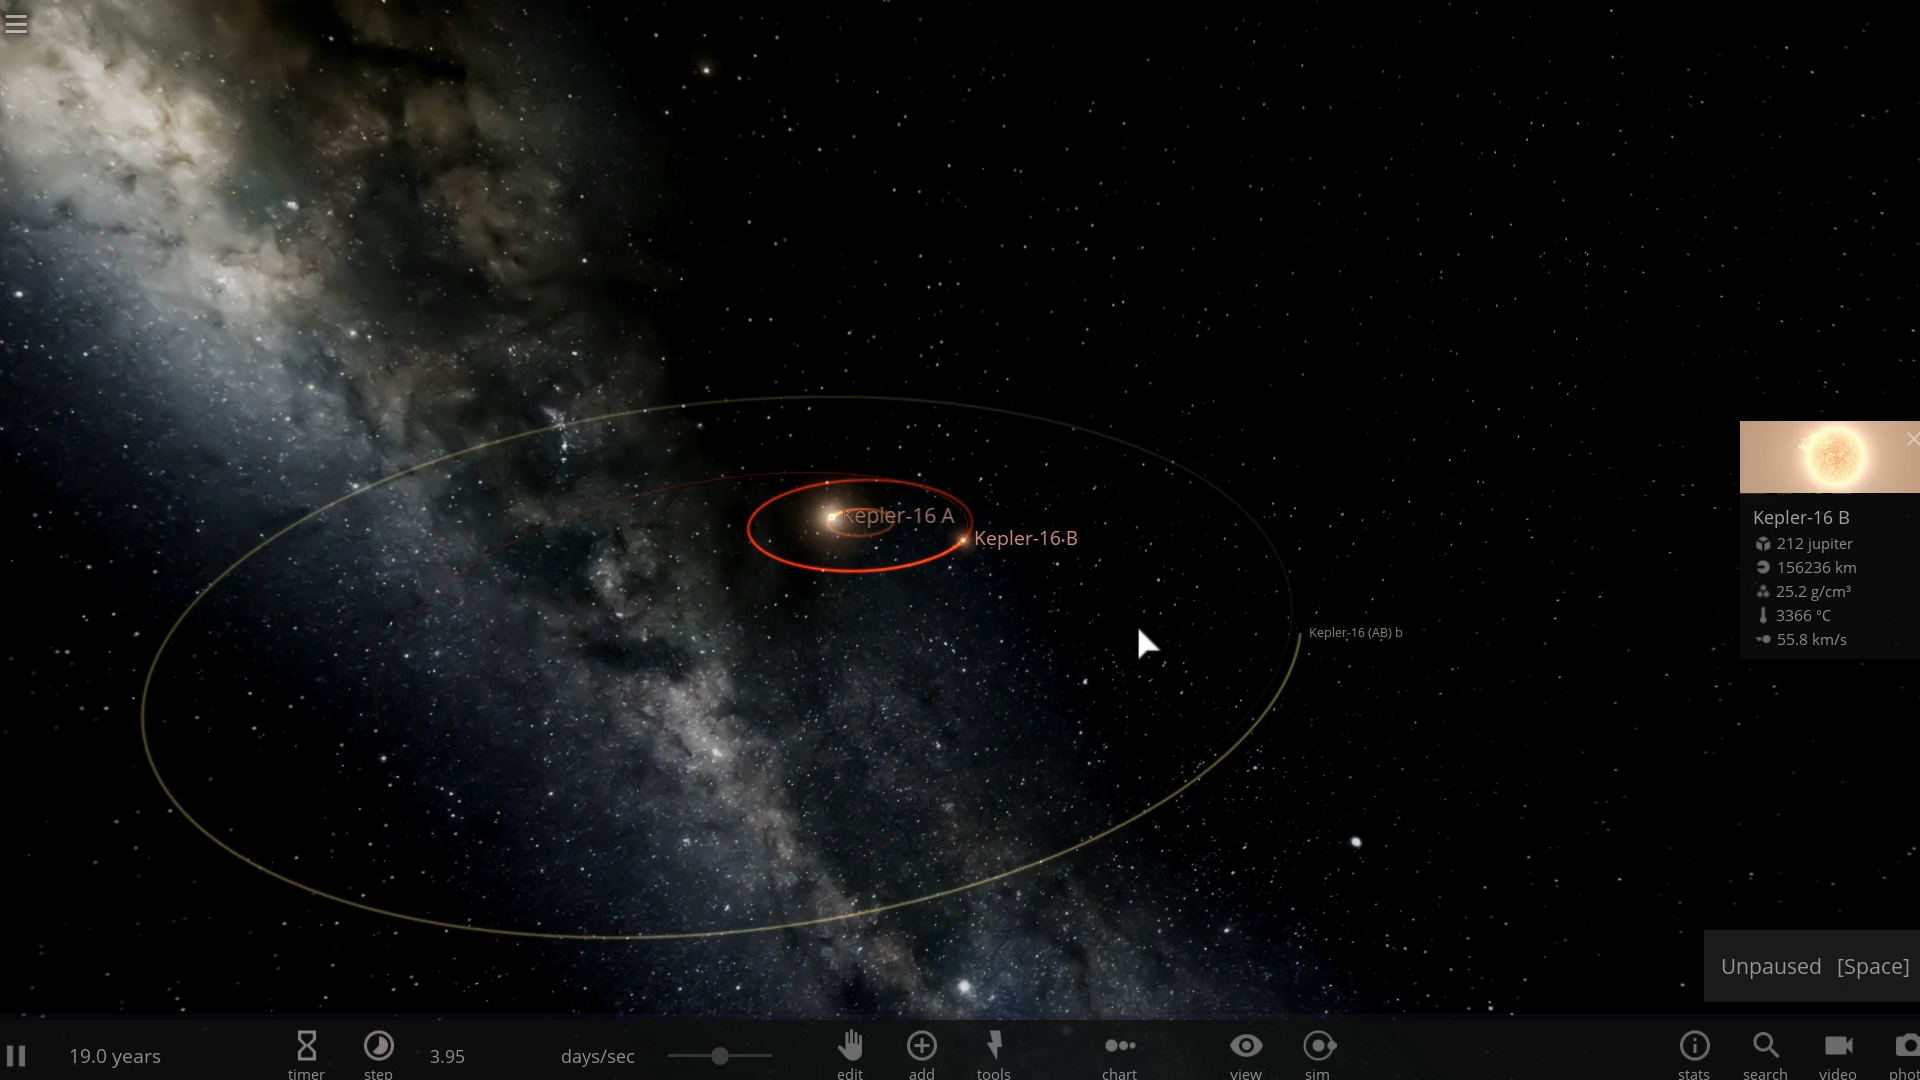 Kepler-16 A
Kepler-16 B
Kepler-16 (AB) b
Kepler-16 B
212 jupiter
156236 km
25.2 g/cm³
3366 °C
55.8 km/s
Unpaused [Space]
19.0 years
timer
step
3.95
days/sec
edit
add
tools
chart
view
sim
stats
search
video
phot